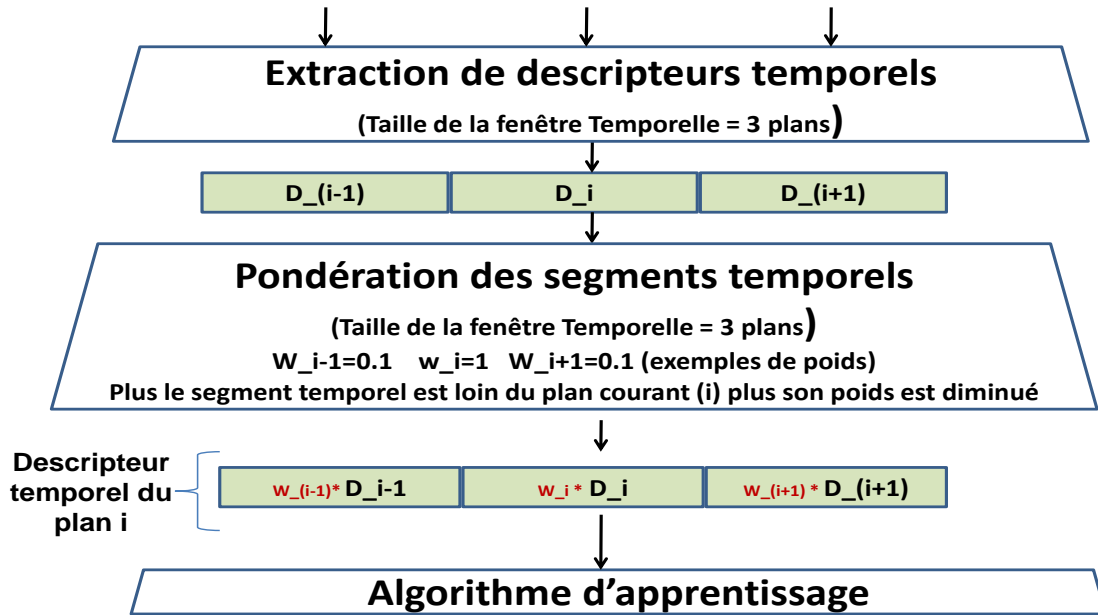 Extraction de descripteurs temporels
(Taille de la fenêtre Temporelle = 3 plans)
D_(i-1) D_i D_(i+1)
Pondération des segments temporels
(Taille de la fenêtre Temporelle = 3 plans)
W_i-1=0.1 w_i=1 W_i+1=0.1 (exemples de poids)
Plus le segment temporel est loin du plan courant (i) plus son poids est diminué
Descripteur
temporel du
plan i
W_(i-1)* D_i-1 W_i * D_i W_(i+1) * D_(i+1)
Algorithme d’apprentissage